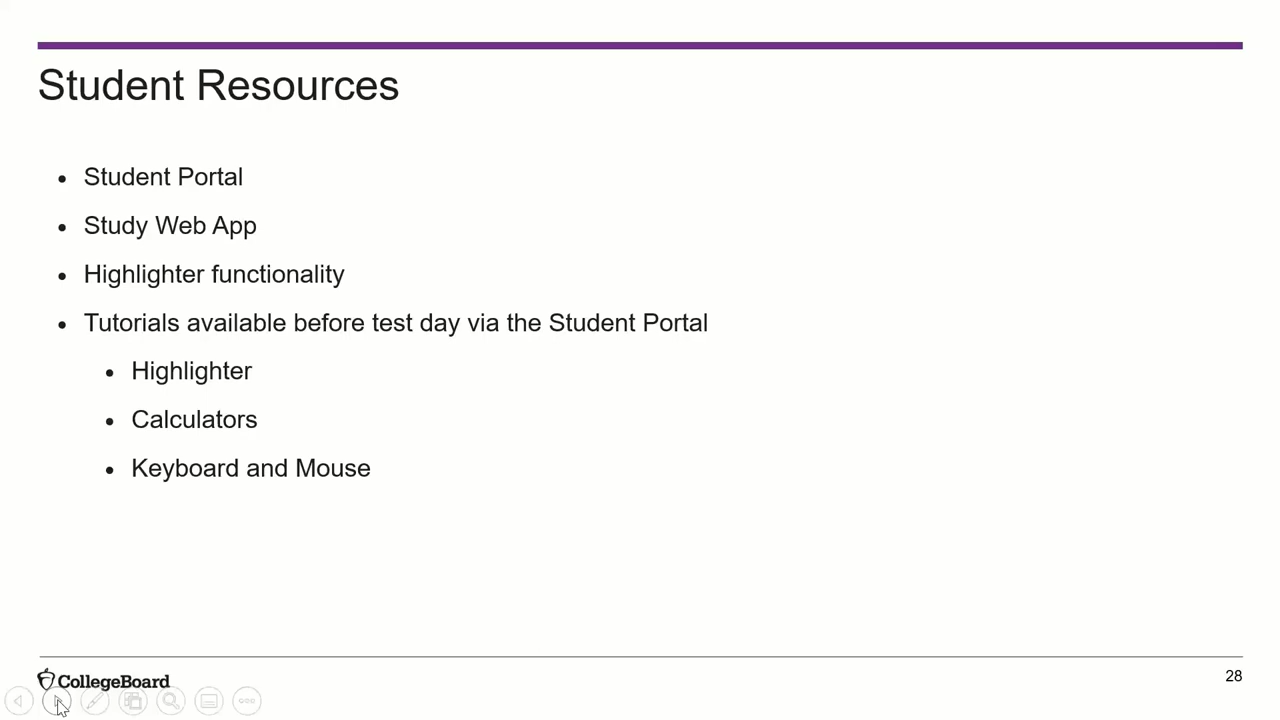 Student Resources
Student Portal
Study Web App
Highlighter functionality
Tutorials available before test day via the Student Portal
Highlighter
Calculators
Keyboard and Mouse
CollegeBoard
28